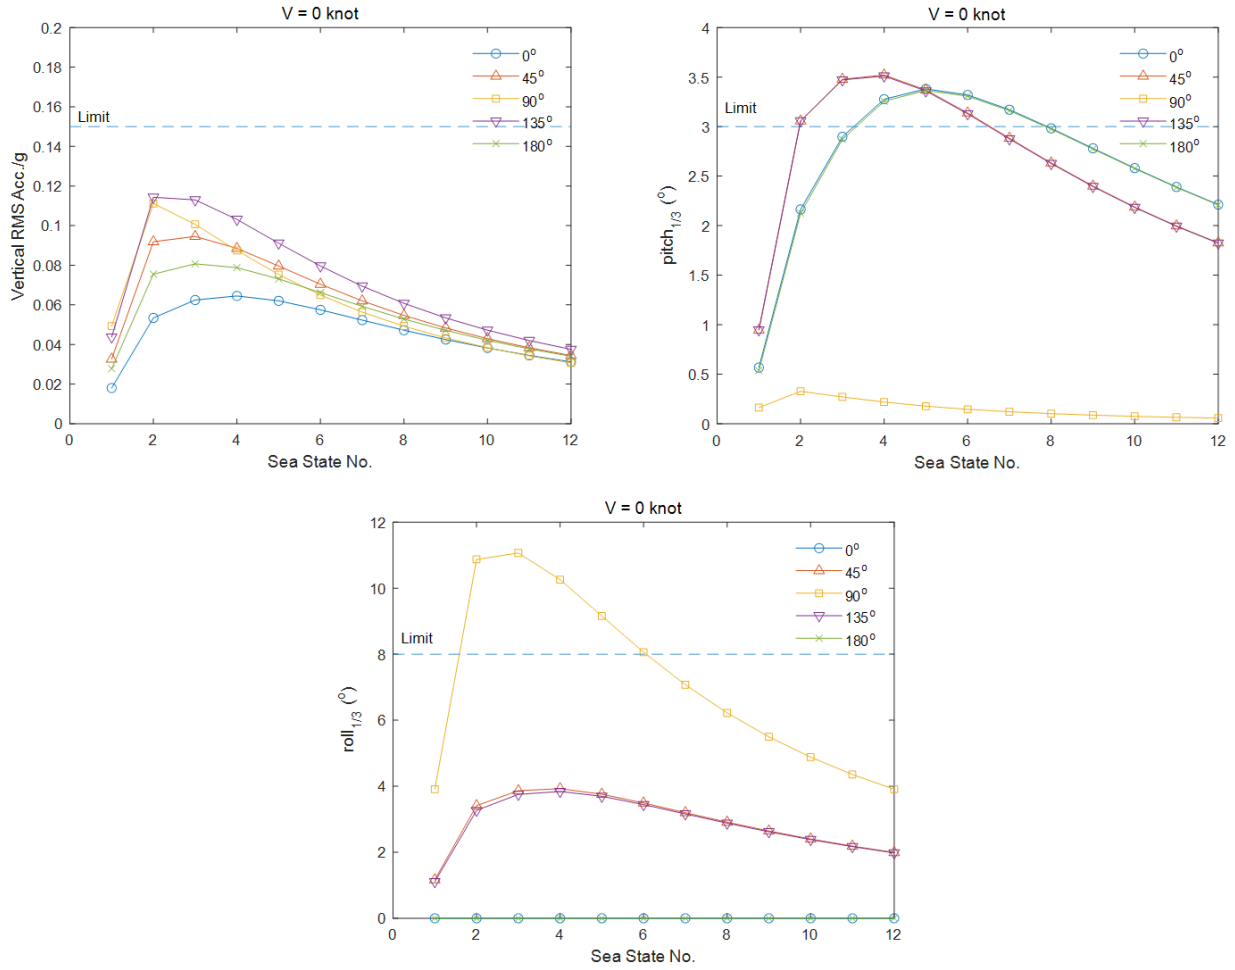 V = 0 knot
0.2
0.18
0.16
0.14
0.12
0.1
0.08
0.06
0.04
0.02
0
Vertical RMS Acc./g
Limit
0°
45°
90°
135°
180°
0 2 4 6 8 10 12
Sea State No.
V = 0 knot
4
3.5
3
2.5
2
1.5
1
0.5
0
pitch1/3 (°)
Limit
0°
45°
90°
135°
180°
0 2 4 6 8 10 12
Sea State No.
V = 0 knot
12
10
8
6
4
2
0
roll1/3 (°)
Limit
0°
45°
90°
135°
180°
0 2 4 6 8 10 12
Sea State No.